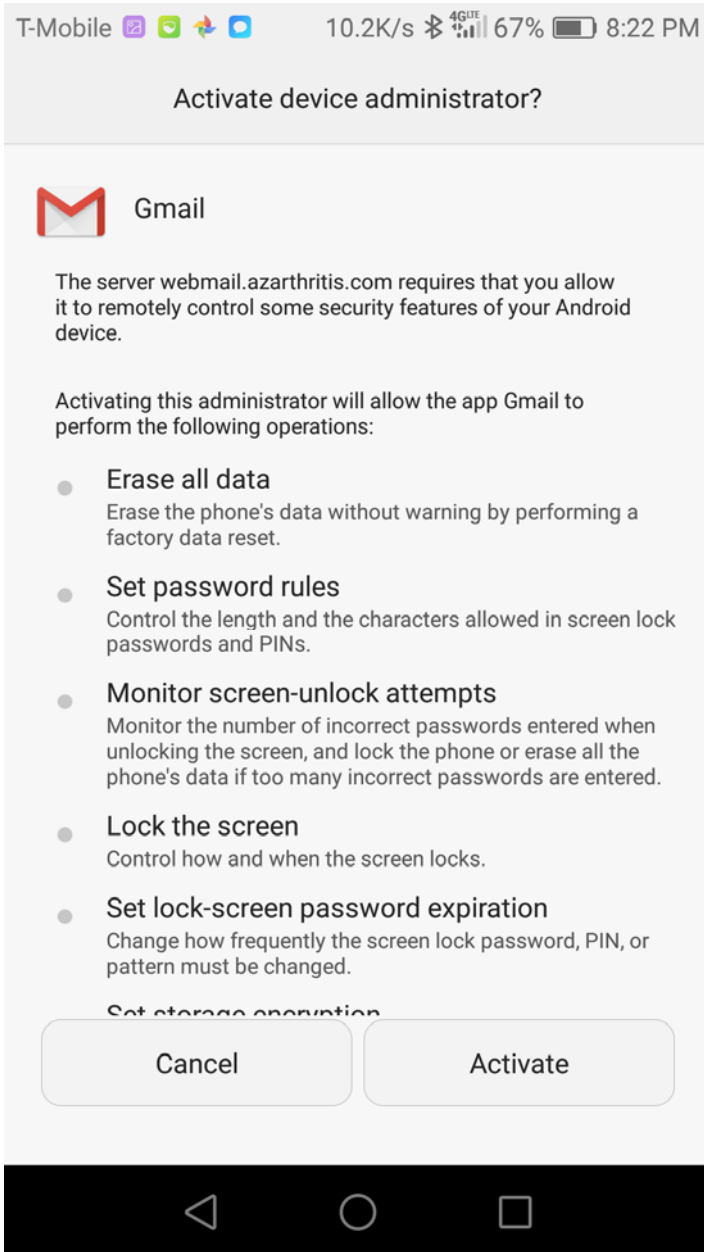 T-Mobile 10.2K/s 4GLTE 67% 8:22 PM
Activate device administrator?
Gmail
The server webmail.azarthritis.com requires that you allow
it to remotely control some security features of your Android
device.
Activating this administrator will allow the app Gmail to
perform the following operations:
Erase all data
Erase the phone's data without warning by performing a
factory data reset.
Set password rules
Control the length and the characters allowed in screen lock
passwords and PINs.
Monitor screen-unlock attempts
Monitor the number of incorrect passwords entered when
unlocking the screen, and lock the phone or erase all the
phone's data if too many incorrect passwords are entered.
Lock the screen
Control how and when the screen locks.
Set lock-screen password expiration
Change how frequently the screen lock password, PIN, or
pattern must be changed.
Set storage encryption
Cancel Activate